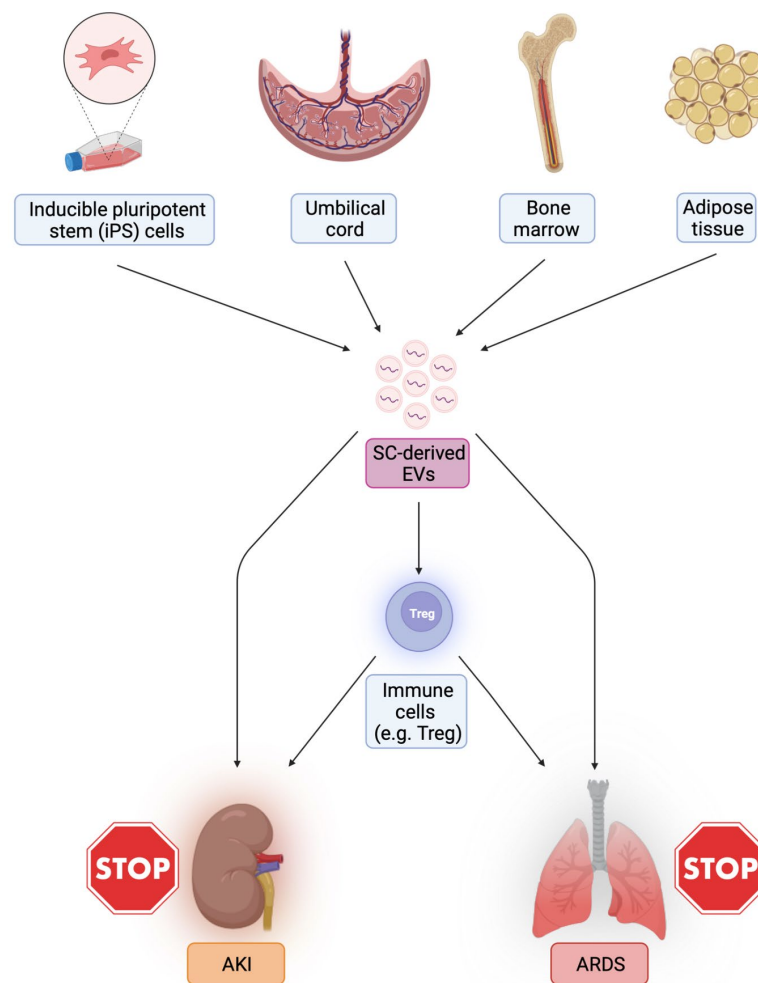 Inducible pluripotent
stem (iPS) cells
Umbilical
cord
Bone
marrow
Adipose
tissue
SC-derived
EVs
Treg
Immune
cells
(e.g. Treg)
STOP
STOP
AKI
ARDS